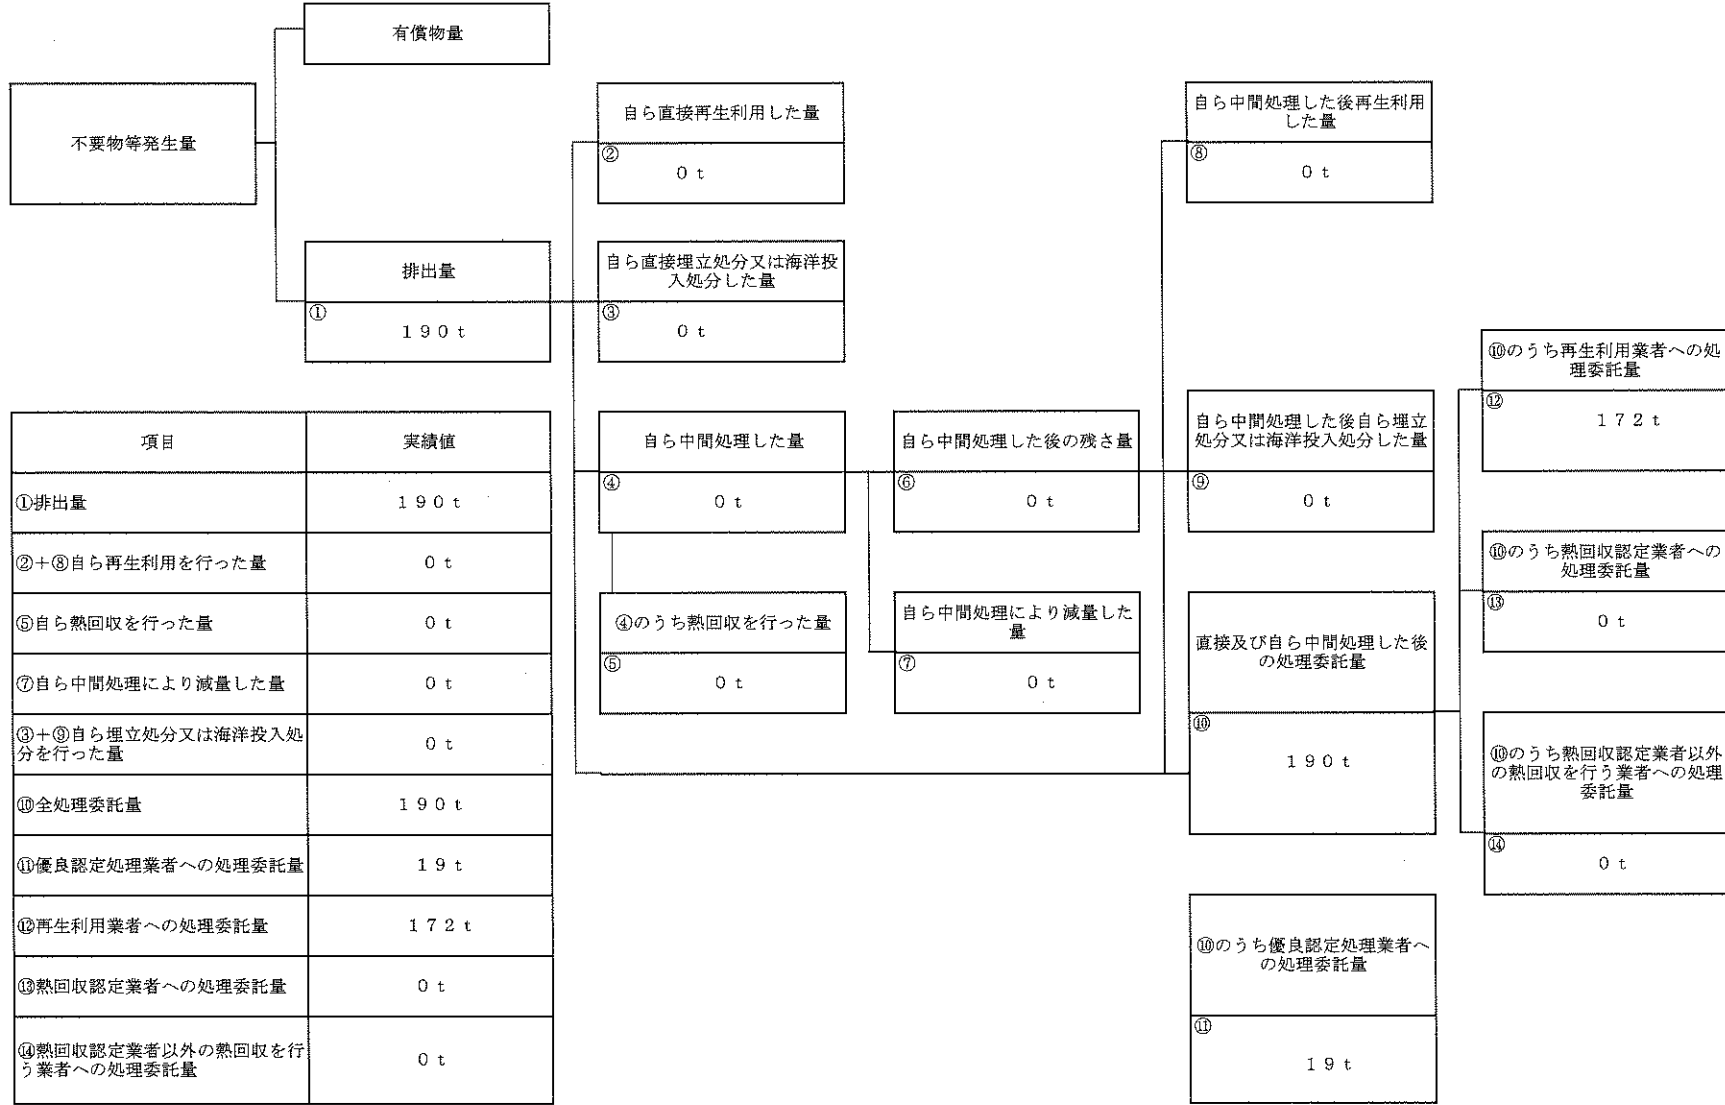 有償物量
不要物等発生量
自ら直接再生利用した量
②
0 t
自ら中間処理した後再生利用
した量
⑧
0 t
排出量
①
190t
自ら直接埋立処分又は海洋投
入処分した量
③
0 t
⑩のうち再生利用業者への処
理委託量
⑫
172t
自ら中間処理した量
④
0 t
自ら中間処理した後の残さ量
⑥
0 t
自ら中間処理した後自ら埋立
処分又は海洋投入処分した量
⑨
0 t
⑩のうち熱回収認定業者への
処理委託量
⑬
0 t
④のうち熱回収を行った量
⑤
0 t
自ら中間処理により減量した
量
⑦
0 t
直接及び自ら中間処理した後
の処理委託量
⑩
190t
⑩のうち熱回収認定業者以外
の熱回収を行う業者への処理
委託量
⑭
0 t
⑩のうち優良認定処理業者へ
の処理委託量
⑪
19t
項目 実績値
①排出量 190t
②+⑧自ら再生利用を行った量 0 t
⑤自ら熱回収を行った量 0 t
⑦自ら中間処理により減量した量 0 t
③+⑨自ら埋立処分又は海洋投入処
分を行った量 0 t
⑩全処理委託量 190t
⑪優良認定処理業者への処理委託量 19t
⑫再生利用業者への処理委託量 172t
⑬熱回収認定業者への処理委託量 0 t
⑭熱回収認定業者以外の熱回収を行
う業者への処理委託量 0 t